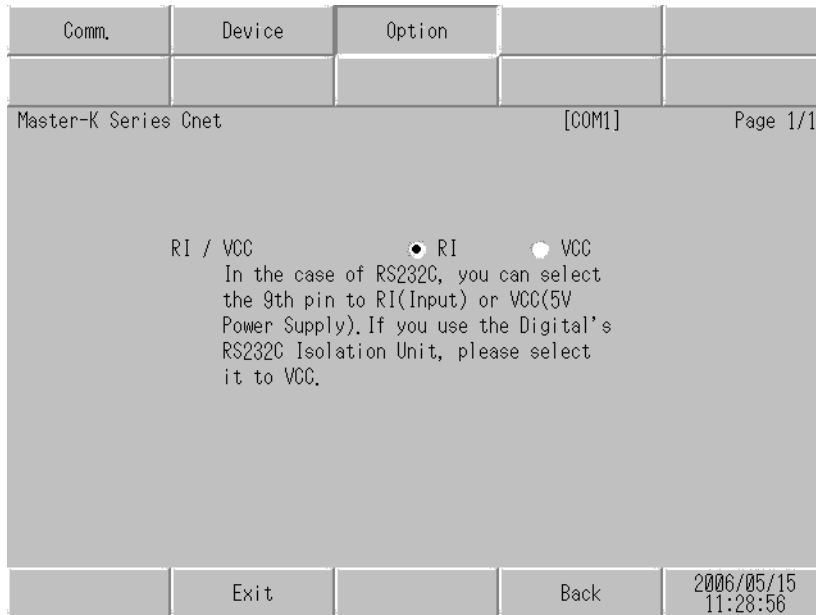 Comm. Device Option
Master-K Series Cnet [COM1] Page 1/1
RI / VCC RI VCC
In the case of RS232C, you can select
the 9th pin to RI(Input) or VCC(5V
Power Supply).If you use the Digital's
RS232C Isolation Unit, please select
it to VCC.
Exit Back 2006/05/15
11:28:56